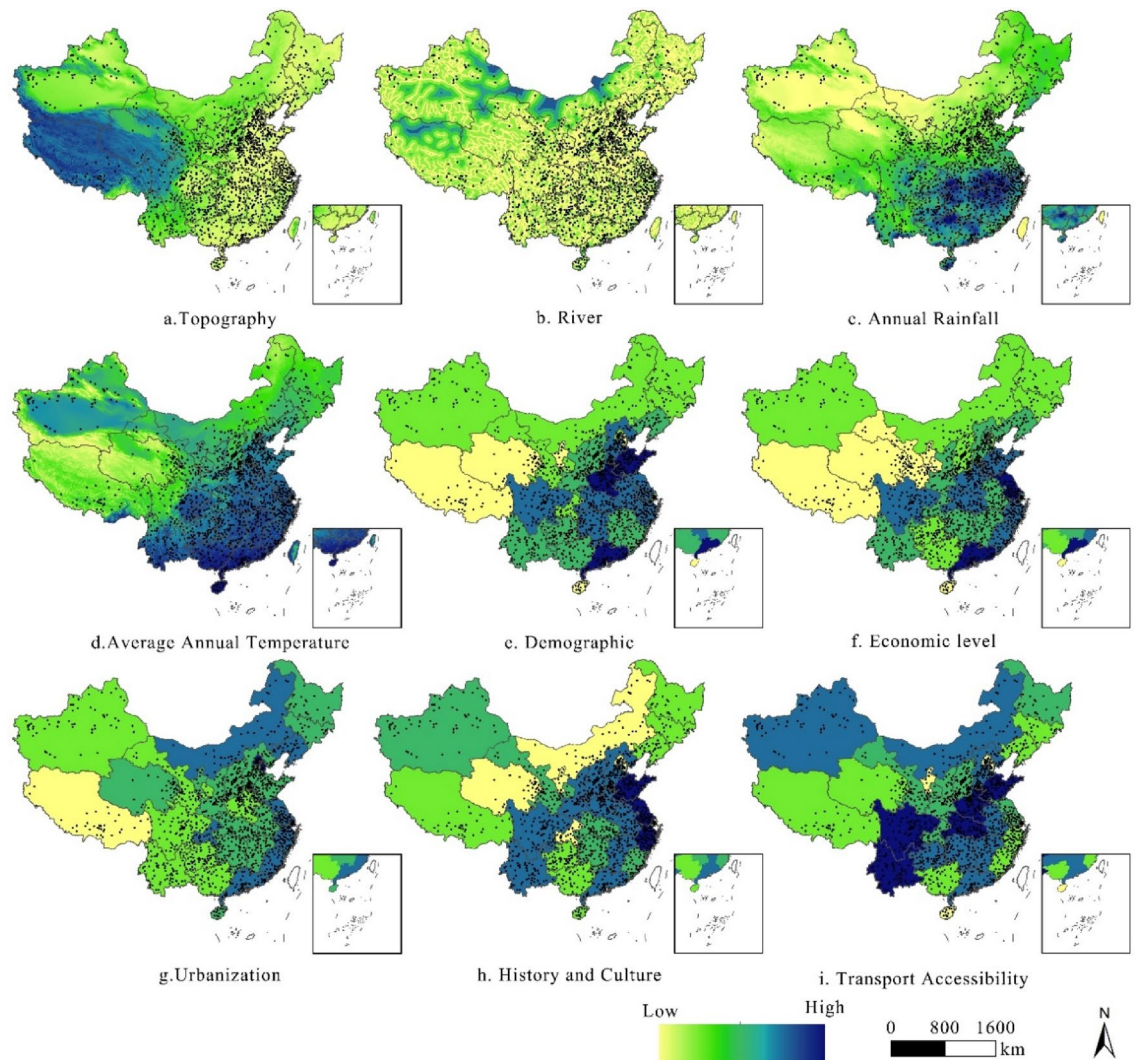 a.Topography
b. River
c. Annual Rainfall
d.Average Annual Temperature
e. Demographic
f. Economic level
g.Urbanization
h. History and Culture
i. Transport Accessibility
Low High
0 800 1600
km
N